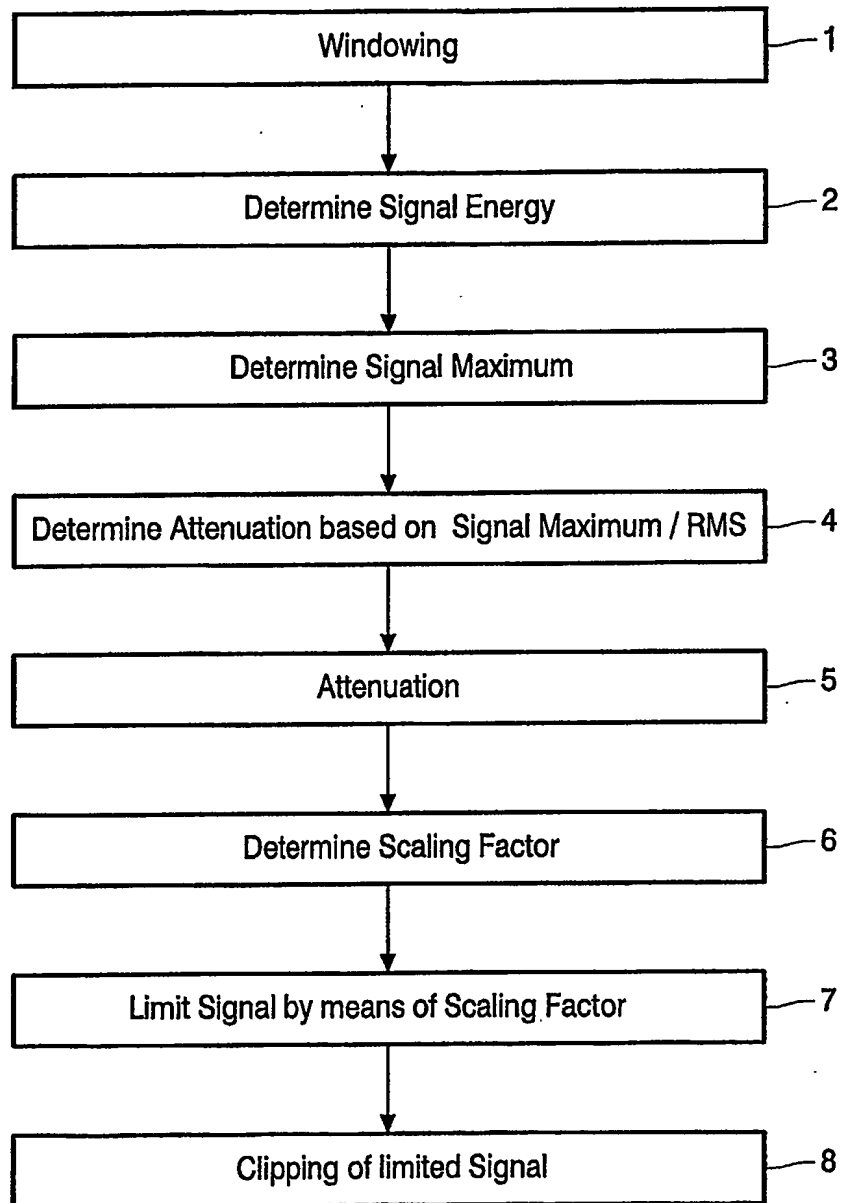 Windowing 1
Determine Signal Energy 2
Determine Signal Maximum 3
Determine Attenuation based on Signal Maximum / RMS 4
Attenuation 5
Determine Scaling Factor 6
Limit Signal by means of Scaling Factor 7
Clipping of limited Signal 8